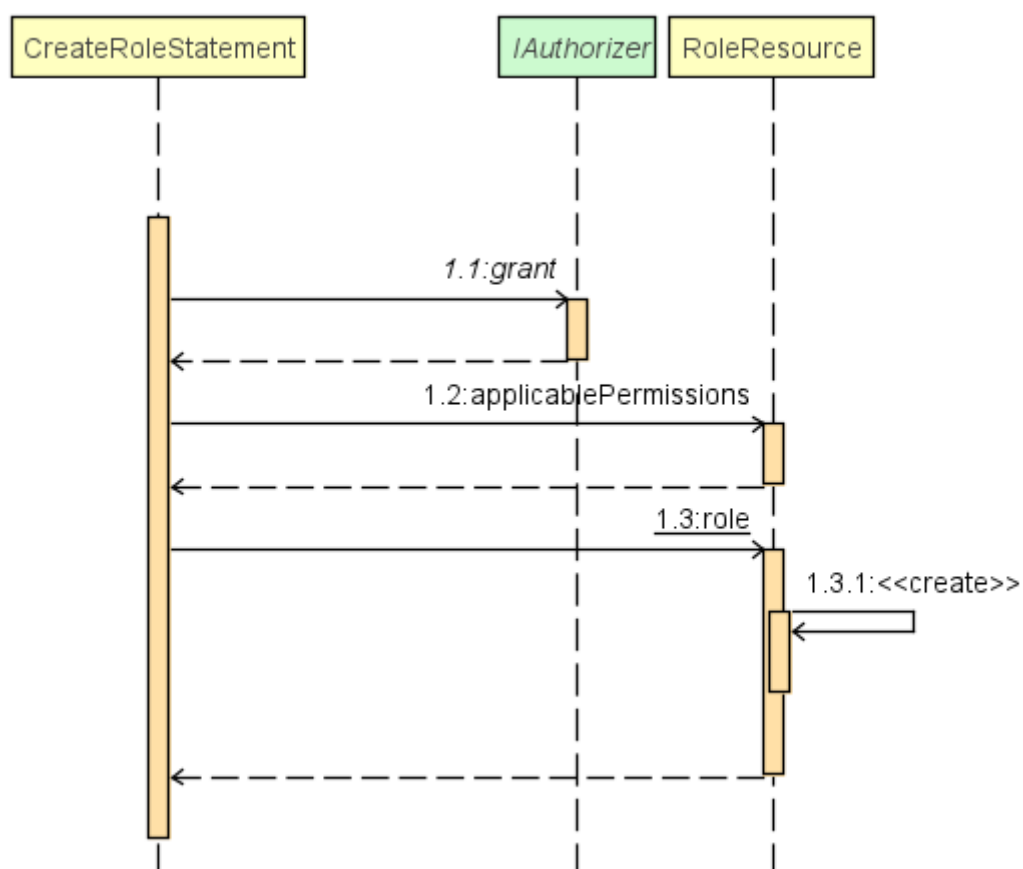 CreateRoleStatement
IAuthorizer
RoleResource
1.1:grant
1.2:applicablePermissions
1.3:role
1.3.1:<<create>>